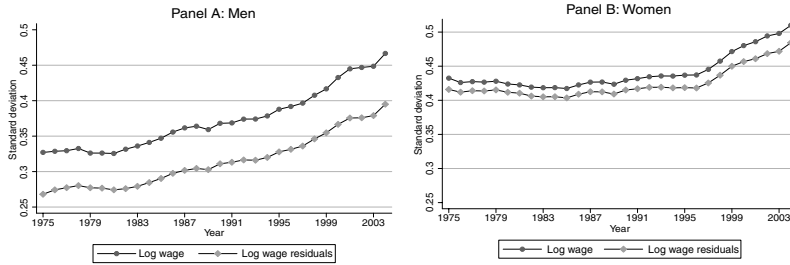 Panel A: Men
Standard deviation
0.5
0.45
0.4
0.35
0.3
0.25
1975 1979 1983 1987 1991 1995 1999 2003
Year
Log wage Log wage residuals
Panel B: Women
Standard deviation
0.5
0.45
0.4
0.35
0.3
0.25
1975 1979 1983 1987 1991 1995 1999 2003
Year
Log wage Log wage residuals